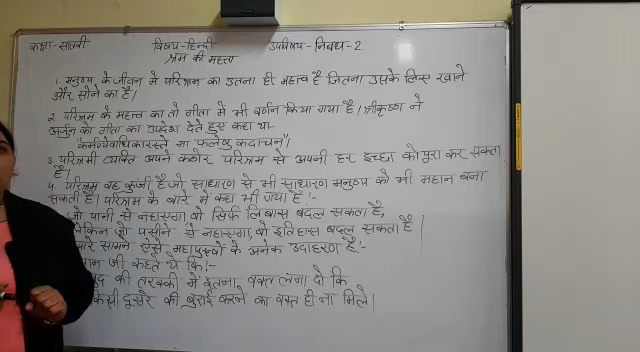 कक्षा-सातवी विषय-हिन्दी उपविषय-निबंध-2.
श्रम की महत्ता
1. मनुष्य के जीवन मे परिश्रम का उतना ही महत्व है जितना उसके लिए खाने
और सोने का है।
2. परिश्रम के महत्व का तो गीता में भी वर्णन किया गया है। श्रीकृष्ण ने
अर्जुन को गीता का उपदेश देते हुए कहा था-
"कर्मण्येवाधिकारस्ते मा फलेषु कदाचन"।
3. परिश्रमी व्यक्ति अपने कठोर परिश्रम से अपनी हर इच्छा को पुरा कर सकता
है।
4. परिश्रम वह कुंजी है जो साधारण से भी साधारण मनुष्य को भी महान बना
सकती है। परिश्रम के बारे में कहा भी गया है:-
जो पानी से नहाएगा, वो सिर्फ लिबास बदल सकता है,
लेकिन जो पसीने से नहाएगा, वो इतिहास बदल सकता है।
सामने ऐसे महापुरुषों के अनेक उदाहरण है:-
जी कहते थे कि:-
की तरक्की में इतना वक्त लगा दो कि
किसी दूसरे की बुराई करने का वक्त ही ना मिले।